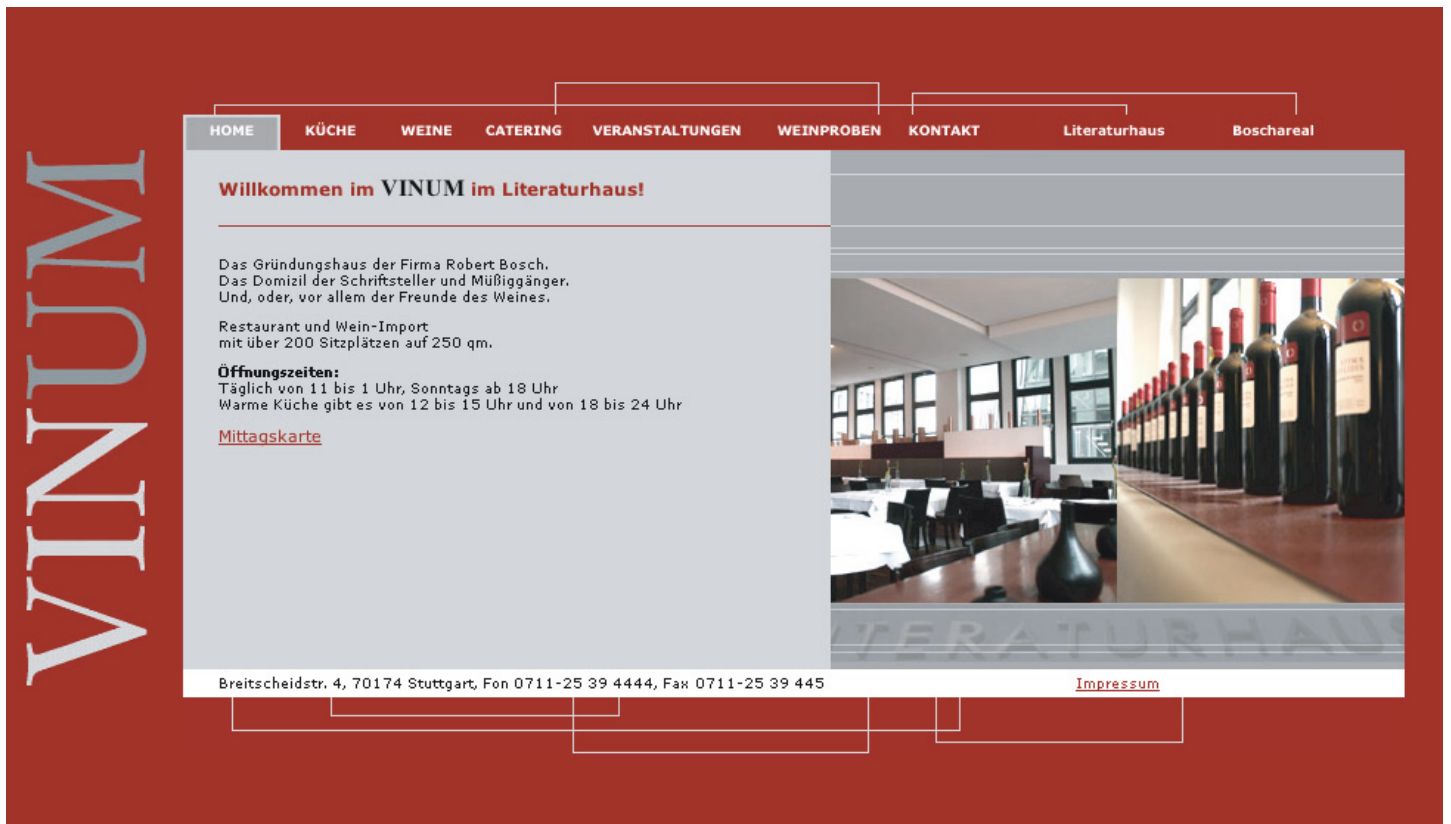 HOME KÜCHE WEINE CATERING VERANSTALTUNGEN WEINPROBEN KONTAKT Literaturhaus Boschareal
VINUM
Willkommen im VINUM im Literaturhaus!
Das Gründungshaus der Firma Robert Bosch.
Das Domizil der Schriftsteller und Müßiggänger.
Und, oder, vor allem der Freunde des Weines.
Restaurant und Wein-Import
mit über 200 Sitzplätzen auf 250 qm.
Öffnungszeiten:
Täglich von 11 bis 1 Uhr, Sonntags ab 18 Uhr
Warme Küche gibt es von 12 bis 15 Uhr und von 18 bis 24 Uhr
Mittagskarte
LITERATURHAUS
Breitscheidstr. 4, 70174 Stuttgart, Fon 0711-25 39 4444, Fax 0711-25 39 445
Impressum